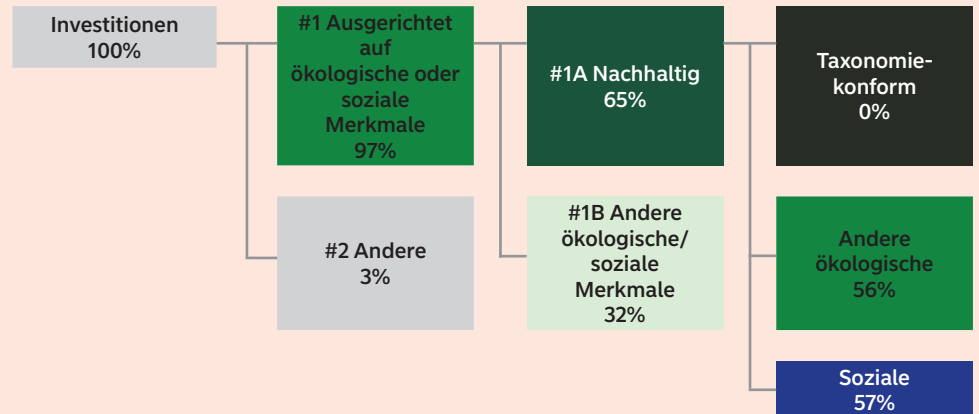 Investitionen
100%
#1 Ausgerichtet
auf
ökologische oder
soziale
Merkmale
97%
#2 Andere
3%
#1A Nachhaltig
65%
#1B Andere
ökologische/
soziale
Merkmale
32%
Taxonomie-
konform
0%
Andere
ökologische
56%
Soziale
57%